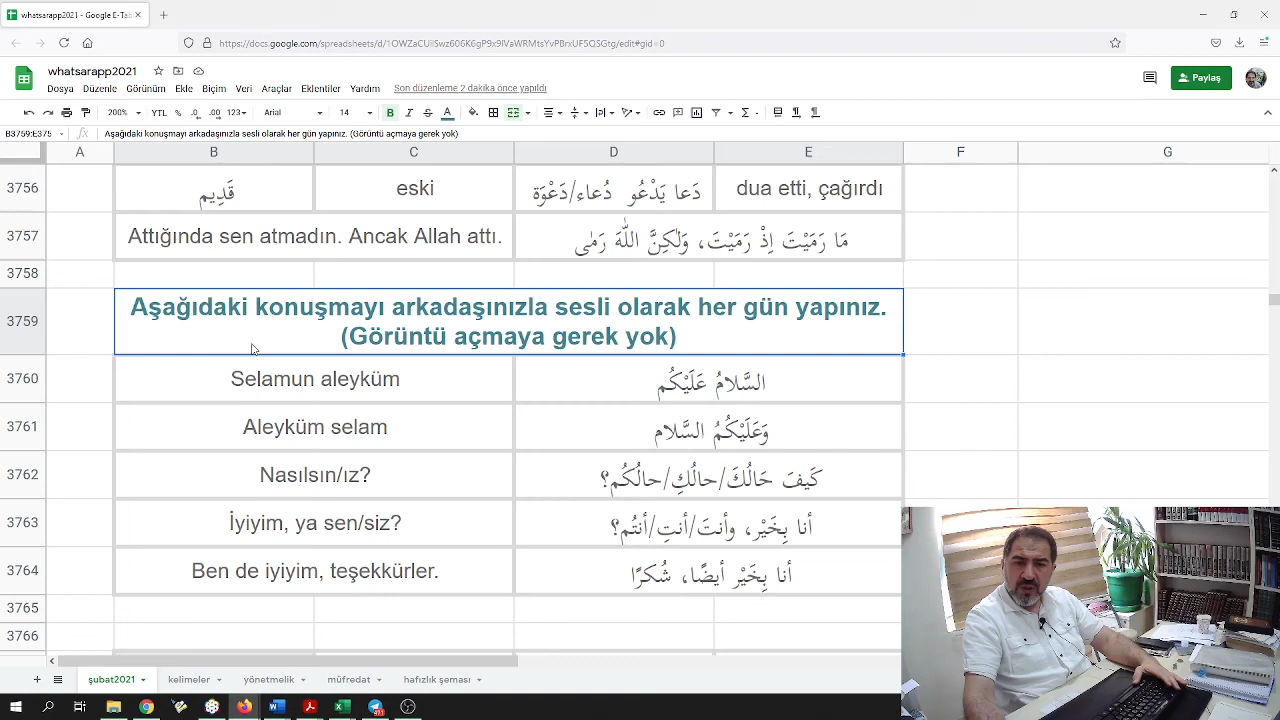 whatsarapp2021 - Google E-Tab
https://docs.google.com/spreadsheets/d/1OWZaCUiISwz606K6gP9x9IVaWRMtsYvPErUF5QSGtg/edit#gid=0
whatsarapp2021
Dosya Düzenle Görünüm Ekle Biçim Veri Araçlar Eklentiler Yardım Son düzenleme 2 dakika önce yapıldı
Paylaş
200% YTL % .0 .00 123 Arial 14 B I S A
B3759:E375 fx Aşağıdaki konuşmayı arkadaşınızla sesli olarak her gün yapınız. (Görüntü açmaya gerek yok)
A B C D E F G
3756 قَدِيم eski دَعا يَدْعُو دُعاء/دَعْوَة dua etti, çağırdı
3757 Attığında sen atmadın. Ancak Allah attı. مَا رَمَيْتَ اِذْ رَمَيْتَ، وَلٰكِنَّ اللّٰهَ رَمٰى
3758
3759 Aşağıdaki konuşmayı arkadaşınızla sesli olarak her gün yapınız.
(Görüntü açmaya gerek yok)
3760 Selamun aleyküm السَّلامُ عَلَيْكُم
3761 Aleyküm selam وَعَلَيْكُمُ السَّلام
3762 Nasılsın/ız? كَيفَ حَالُكَ/حالُكِ/حالُكُم؟
3763 İyiyim, ya sen/siz? أنا بِخَيْر، وأنتَ/أنتِ/أنتُم؟
3764 Ben de iyiyim, teşekkürler. أنا بِخَيْر أيضًا، شُكرًا
3765
3766
şubat2021 kelimeler yönetmelik müfredat hafızlık şeması